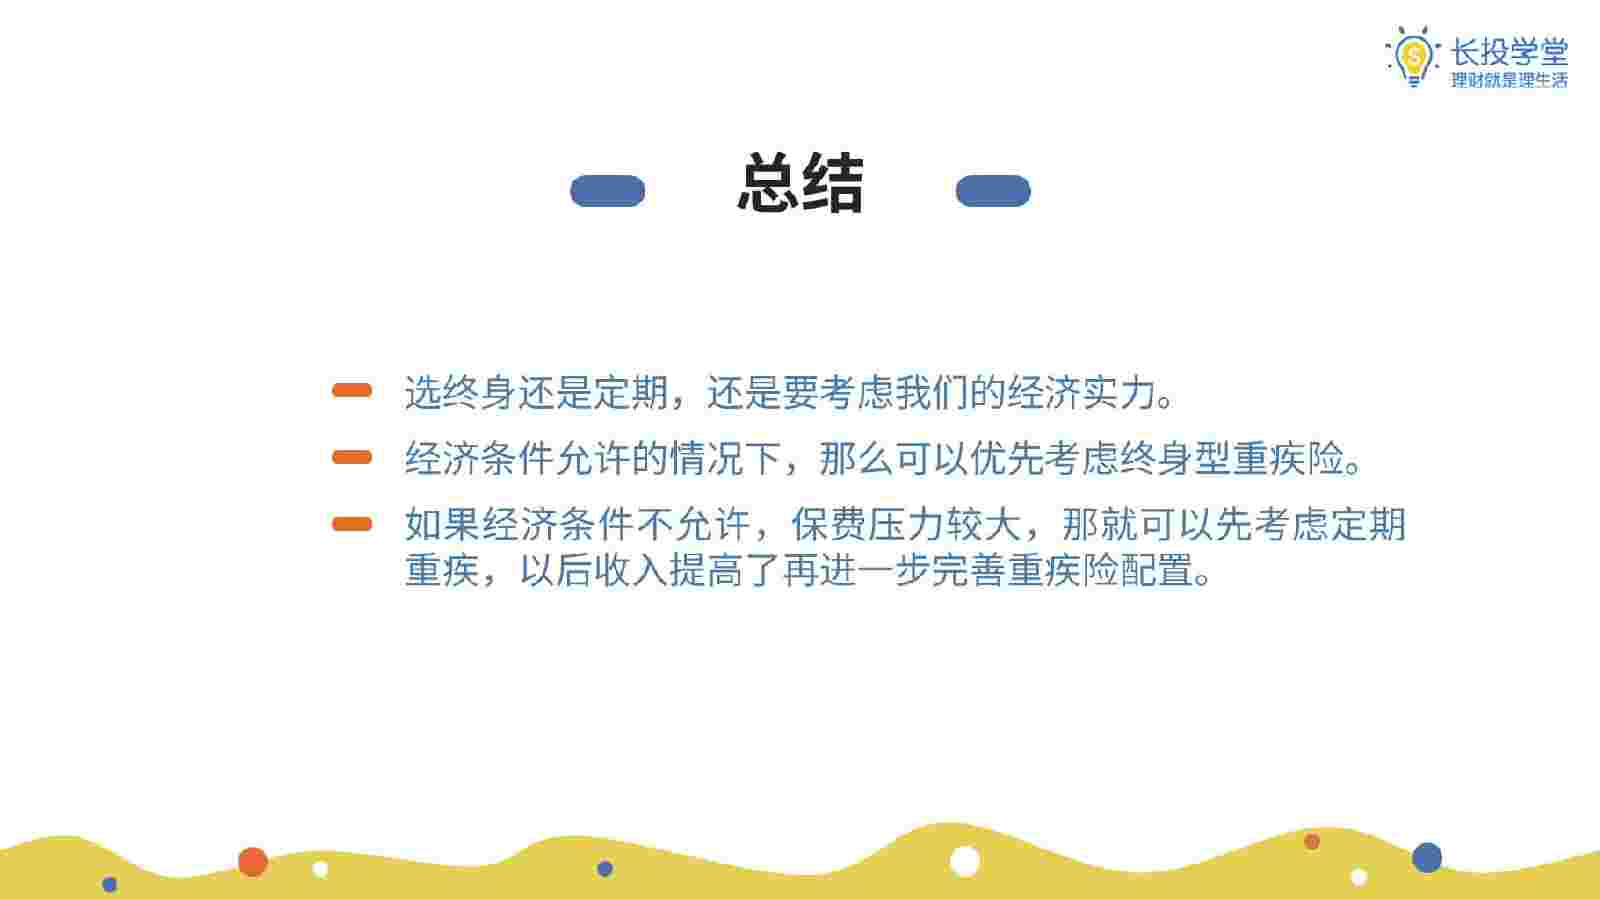 长投学堂
理财就是理生活
总结
选终身还是定期，还是要考虑我们的经济实力。
经济条件允许的情况下，那么可以优先考虑终身型重疾险。
如果经济条件不允许，保费压力较大，那就可以先考虑定期
重疾，以后收入提高了再进一步完善重疾险配置。